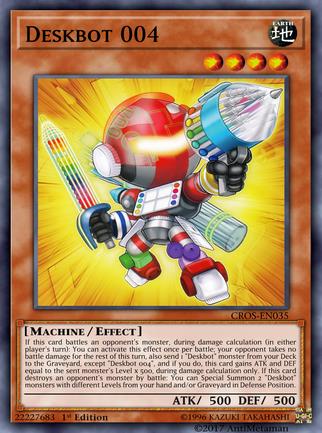 DESKBOT 004
EARTH
地
CROS-EN035
[MACHINE / EFFECT]
If this card battles an opponent's monster, during damage calculation (in
either player's turn): You can activate this effect once per battle; your opponent takes no
battle damage for the rest of this turn, also send 1 "Deskbot" monster from your Deck
to the Graveyard, except "Deskbot 004", and if you do, this card gains ATK and DEF
equal to the sent monster's Level x 500, during damage calculation only. If this card
destroys an opponent's monster by battle: You can Special Summon 2 "Deskbot"
monsters with different Levels from your hand and/or Graveyard in Defense Position.
ATK/ 500 DEF/ 500
22227683 1st Edition ©1996 KAZUKI TAKAHASHI
©2017 AntiMetaman